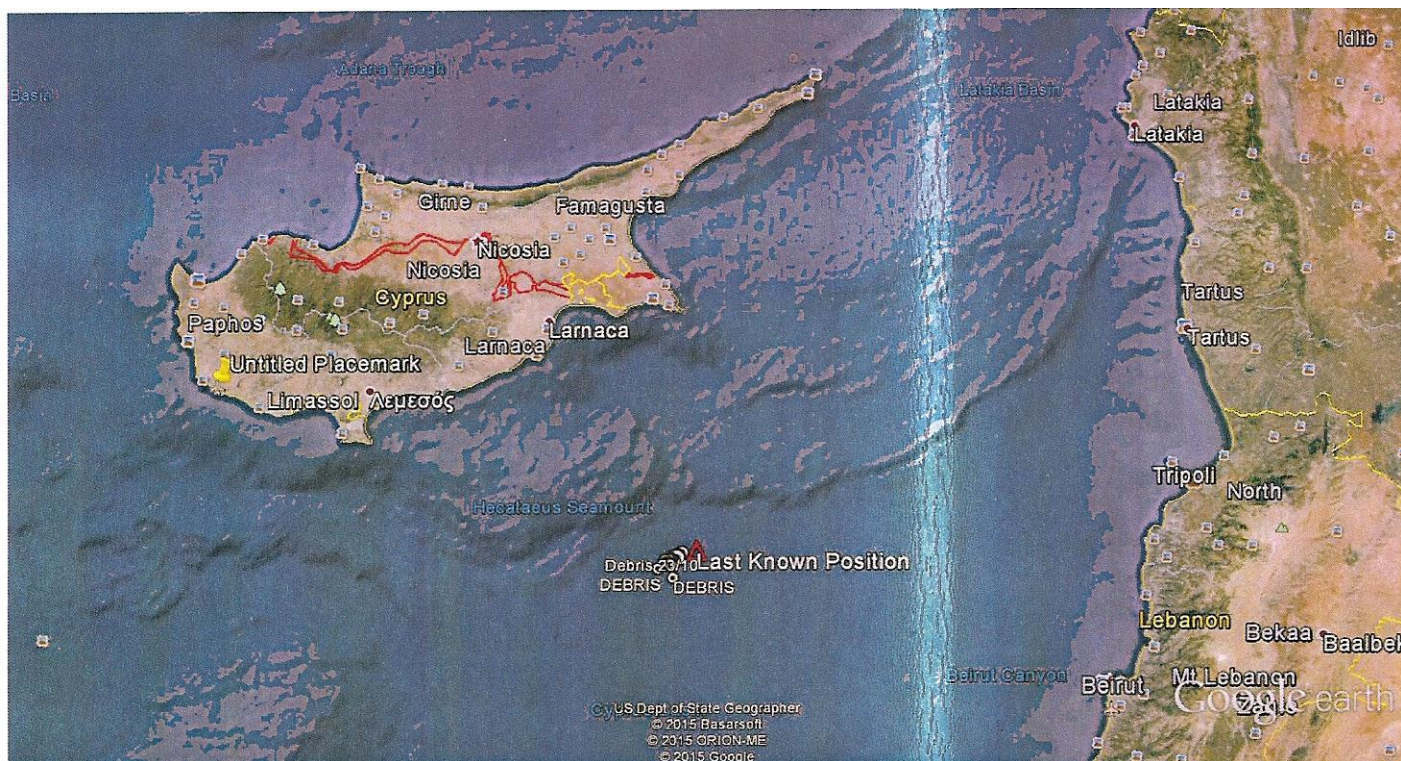 Idlib
Adana Trough
Basin
Latakia Basin
Latakia
Latakia
Girne
Famagusta
Nicosia
Nicosia
Cyprus
Tartus
Paphos
Larnaca
Larnaca
Tartus
Untitled Placemark
Limassol Λεμεσός
Tripoli
North
Hecataeus Seamount
Debris 23/10
Last Known Position
DEBRIS
DEBRIS
Lebanon
Bekaa
Baalbek
Beirut Canyon
Mt Lebanon
Beirut
Google earth
US Dept of State Geographer
© 2015 Basarsoft
© 2015 ORION-ME
© 2015 Google